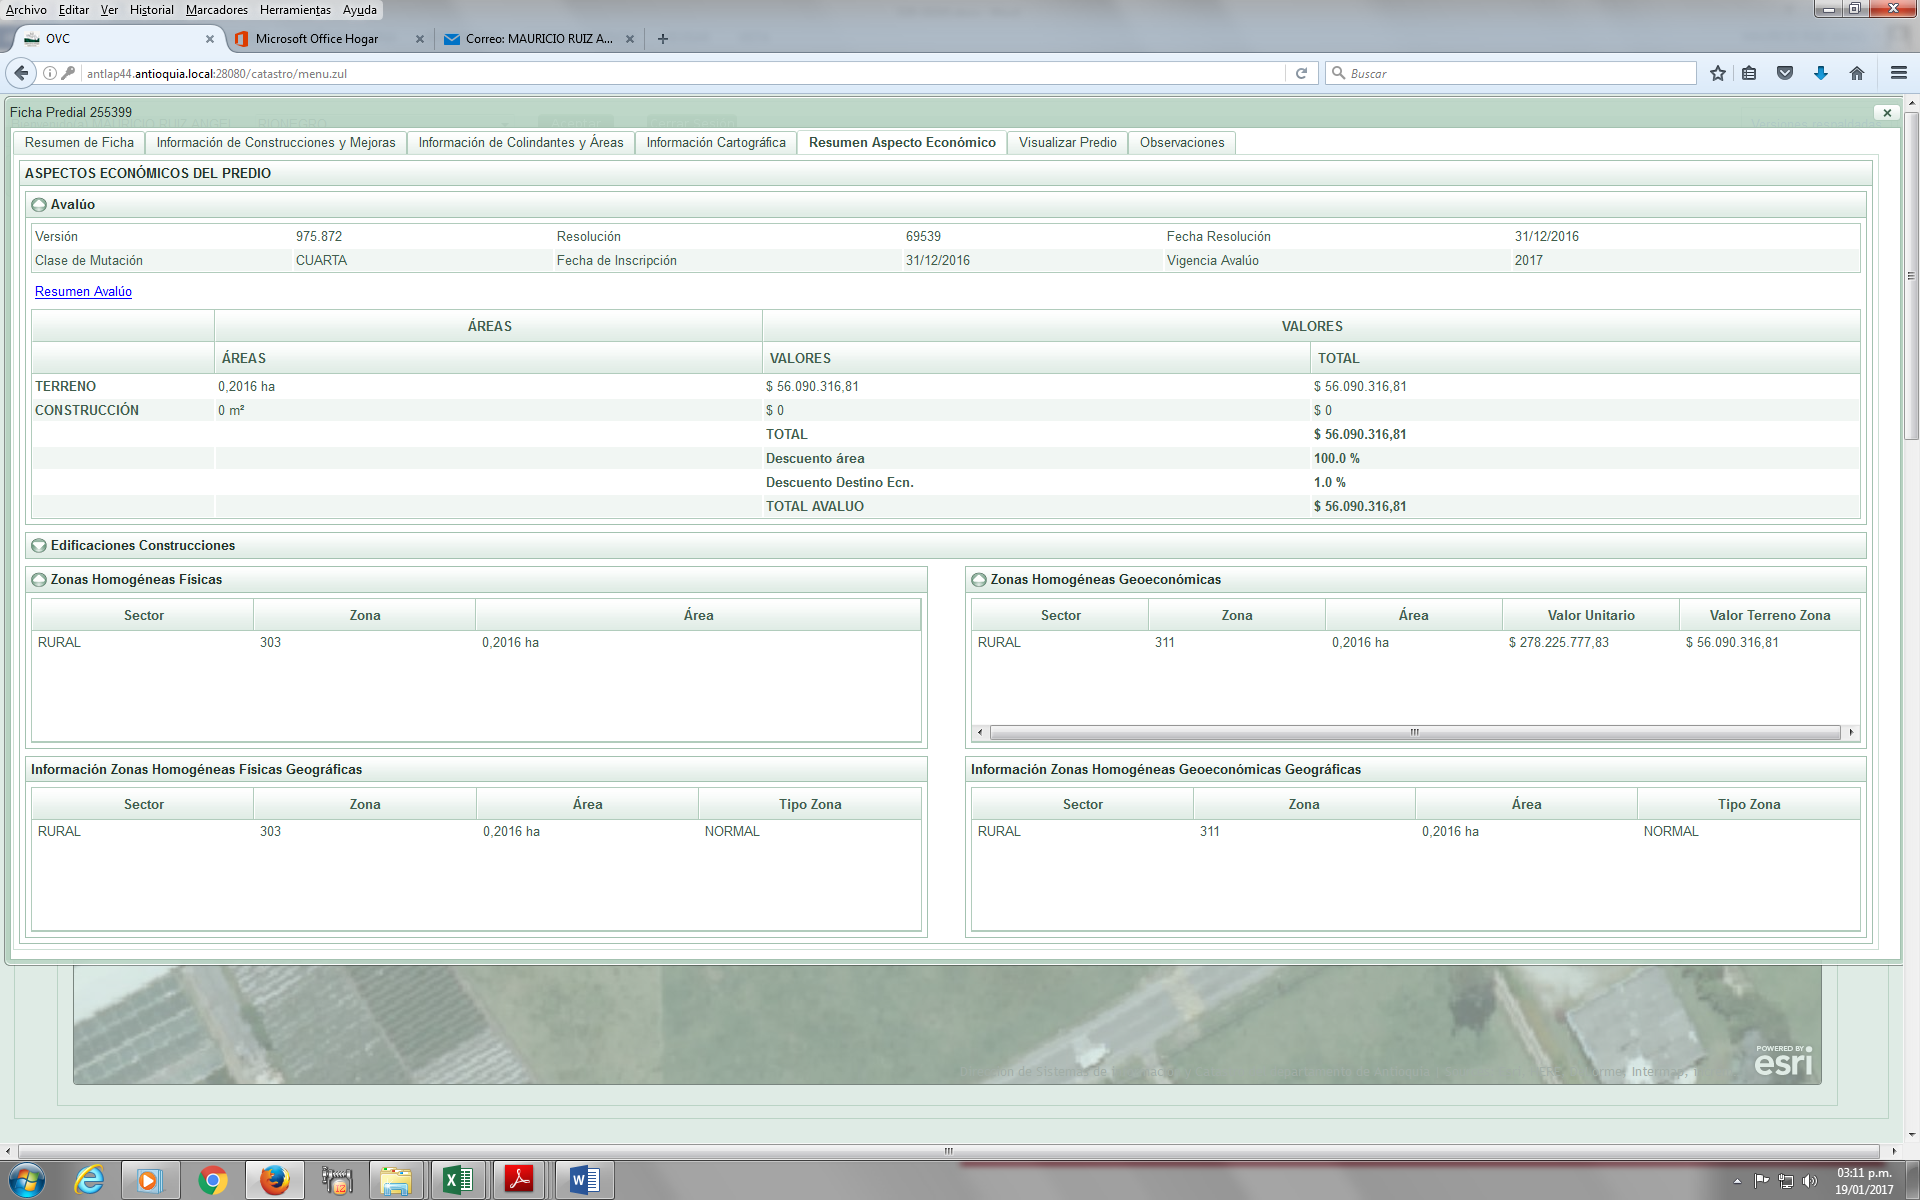 Archivo Editar Ver Historial Marcadores Herramientas Ayuda
OVC
Microsoft Office Hogar
Correo: MAURICIO RUIZ A...
antlap44.antioquia.local:28080/catastro/menu.zul
Buscar
Ficha Predial 255399
Resumen de Ficha
Información de Construcciones y Mejoras
Información de Colindantes y Áreas
Información Cartográfica
Resumen Aspecto Económico
Visualizar Predio
Observaciones
ASPECTOS ECONÓMICOS DEL PREDIO
Avalúo
Versión 975.872 Resolución 69539 Fecha Resolución 31/12/2016
Clase de Mutación CUARTA Fecha de Inscripción 31/12/2016 Vigencia Avalúo 2017
Resumen Avalúo
ÁREAS VALORES
ÁREAS VALORES TOTAL
TERRENO 0,2016 ha $ 56.090.316,81 $ 56.090.316,81
CONSTRUCCIÓN 0 m² $ 0 $ 0
TOTAL $ 56.090.316,81
Descuento área 100.0 %
Descuento Destino Ecn. 1.0 %
TOTAL AVALUO $ 56.090.316,81
Edificaciones Construcciones
Zonas Homogéneas Físicas
Sector Zona Área
RURAL 303 0,2016 ha
Zonas Homogéneas Geoeconómicas
Sector Zona Área Valor Unitario Valor Terreno Zona
RURAL 311 0,2016 ha $ 278.225.777,83 $ 56.090.316,81
Información Zonas Homogéneas Físicas Geográficas
Sector Zona Área Tipo Zona
RURAL 303 0,2016 ha NORMAL
Información Zonas Homogéneas Geoeconómicas Geográficas
Sector Zona Área Tipo Zona
RURAL 311 0,2016 ha NORMAL
POWERED BY
esri
03:11 p.m.
19/01/2017